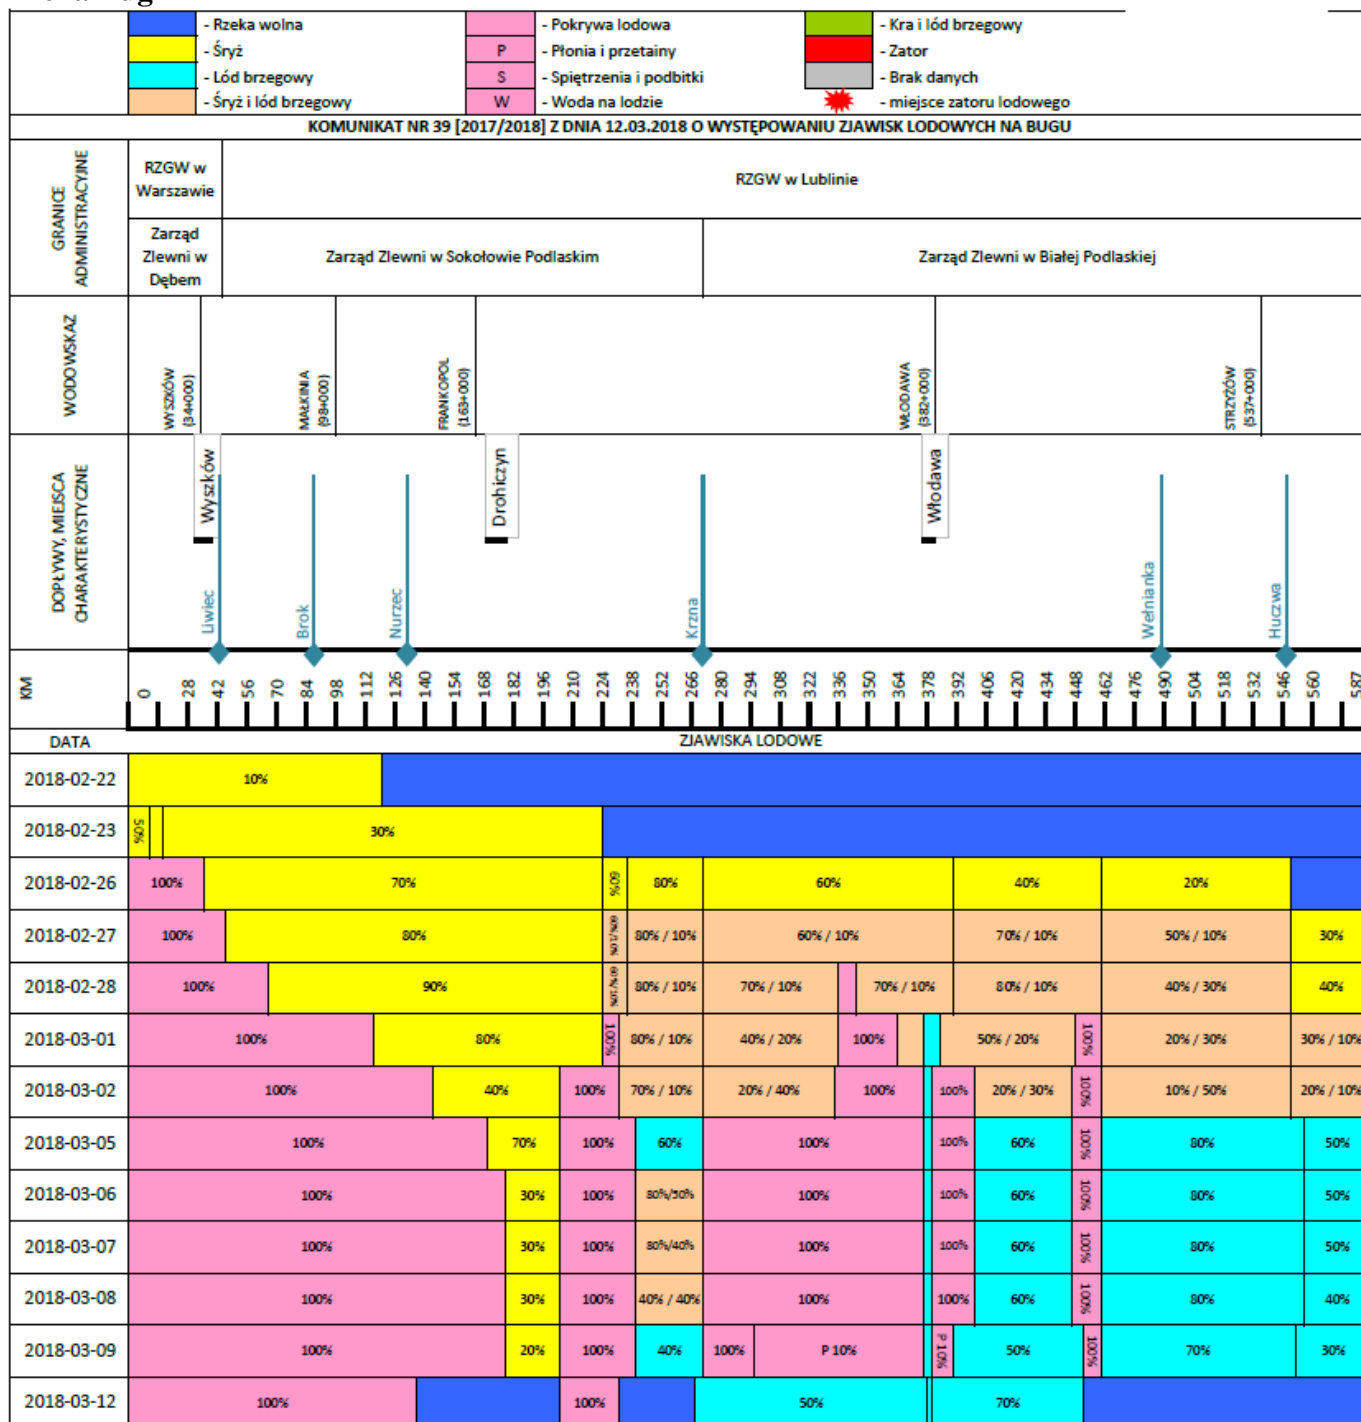 - Rzeka wolna
- Pokrywa lodowa
- Kra i lód brzegowy
- Śryż
P - Płonia i przetainy
- Zator
- Lód brzegowy
S - Spiętrzenia i podbitki
- Brak danych
- Śryż i lód brzegowy
W - Woda na lodzie
- miejsce zatoru lodowego
KOMUNIKAT NR 39 [2017/2018] Z DNIA 12.03.2018 O WYSTĘPOWANIU ZJAWISK LODOWYCH NA BUGU
GRANICE
ADMINISTRACYJNE
RZGW w
Warszawie
RZGW w Lublinie
Zarząd
Zlewni w
Dębem
Zarząd Zlewni w Sokołowie Podlaskim
Zarząd Zlewni w Białej Podlaskiej
WODOWSKAZ
WYSZKÓW
(34+000)
MAŁKINIA
(98+000)
FRANKOPOL
(163+000)
WŁODAWA
(382+000)
STRZYŻÓW
(537+000)
DOPŁYWY, MIEJSCA
CHARAKTERYSTYCZNE
Wyszków
Drohiczyn
Włodawa
Liwiec
Brok
Nurzec
Krzna
Wełnianka
Huczwa
KM
0 28 42 56 70 84 98 112 126 140 154 168 182 196 210 224 238 252 266 280 294 308 322 336 350 364 378 392 406 420 434 448 462 476 490 504 518 532 546 560 587
DATA ZJAWISKA LODOWE
2018-02-22 10%
2018-02-23 50% 30%
2018-02-26 100% 70% 60% 80% 60% 40% 20%
2018-02-27 100% 80% 60%/10% 80% / 10% 60% / 10% 70% / 10% 50% / 10% 30%
2018-02-28 100% 90% 60%/10% 80% / 10% 70% / 10% 70% / 10% 80% / 10% 40% / 30% 40%
2018-03-01 100% 80% 100% 80% / 10% 40% / 20% 100% 50% / 20% 100% 20% / 30% 30% / 10%
2018-03-02 100% 40% 100% 70% / 10% 20% / 40% 100% 100% 20% / 30% 100% 10% / 50% 20% / 10%
2018-03-05 100% 70% 100% 60% 100% 100% 60% 100% 80% 50%
2018-03-06 100% 30% 100% 80%/30% 100% 100% 60% 100% 80% 50%
2018-03-07 100% 30% 100% 80%/40% 100% 100% 60% 100% 80% 50%
2018-03-08 100% 30% 100% 40% / 40% 100% 100% 60% 100% 80% 40%
2018-03-09 100% 20% 100% 40% 100% P 10% P 10% 50% 100% 70% 30%
2018-03-12 100% 100% 50% 70%